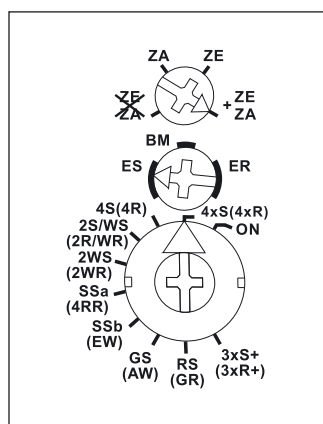 ZA ZE
ZE
ZA
+ ZE
ZA
BM
ES ER
4S(4R) 4xS(4xR)
2S/WS ON
(2R/WR)
2WS
(2WR)
SSa
(4RR)
SSb
(EW)
GS
(AW)
RS
(GR)
3xS+
(3xR+)